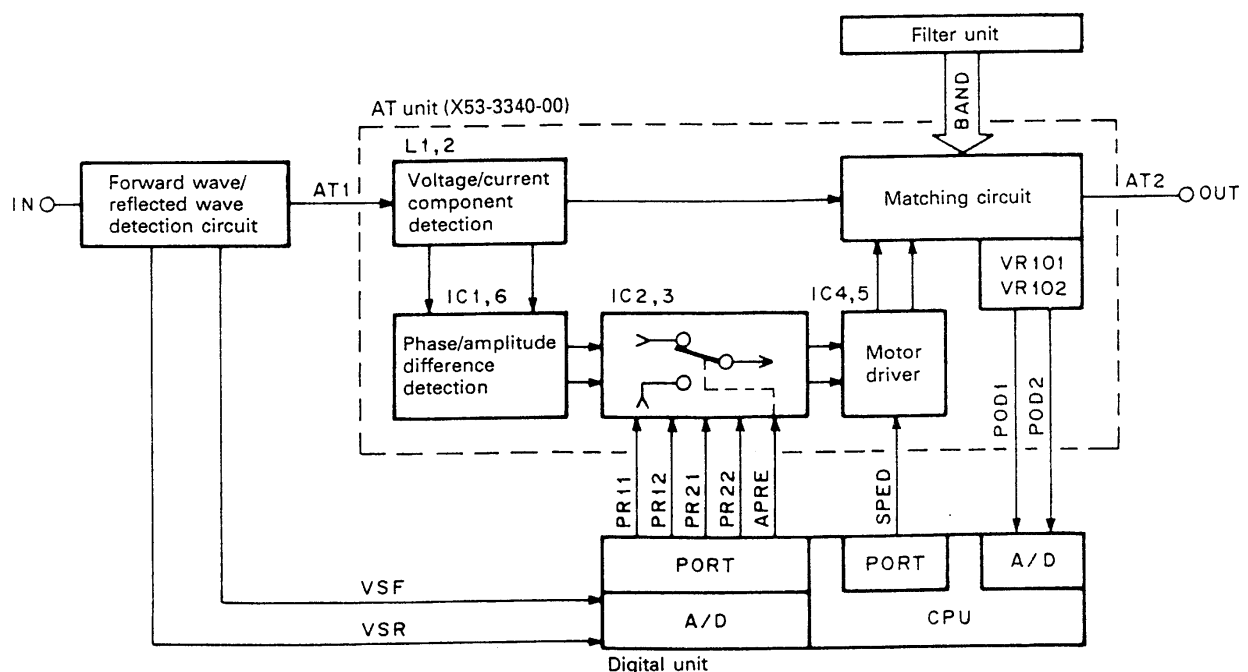 Filter unit
BAND
AT unit (X53-3340-00)
L1,2
IN
Forward wave/
reflected wave
detection circuit
AT1
Voltage/current
component
detection
Matching circuit
AT2
OUT
VR101
VR102
IC1,6
IC2,3
IC4,5
Phase/amplitude
difference
detection
Motor
driver
POD1
POD2
PR11
PR12
PR21
PR22
APRE
SPED
PORT
PORT
A/D
VSF
VSR
A/D
CPU
Digital unit